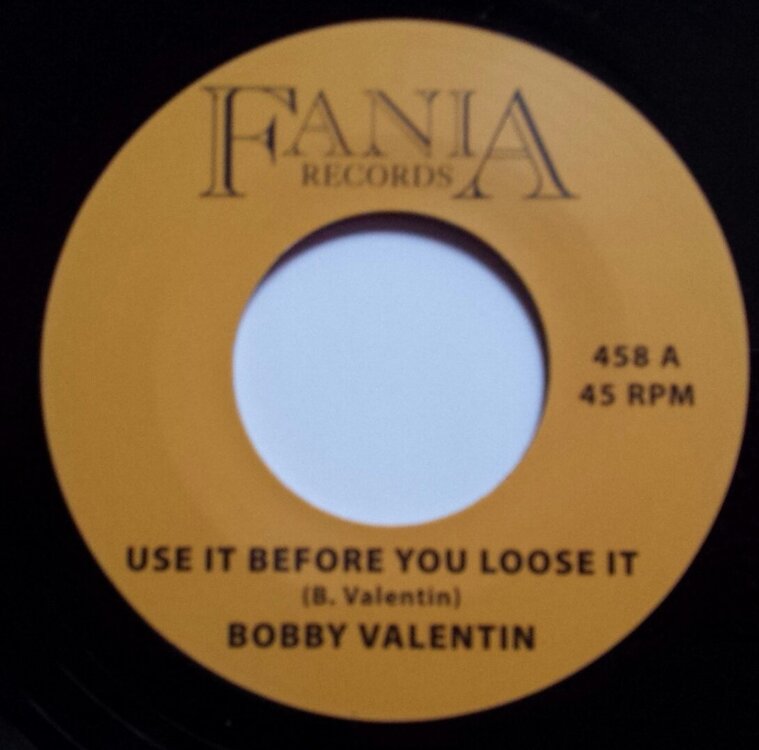 FANIA
RECORDS
458 A
45 RPM
USE IT BEFORE YOU LOOSE IT
(B. Valentin)
BOBBY VALENTIN